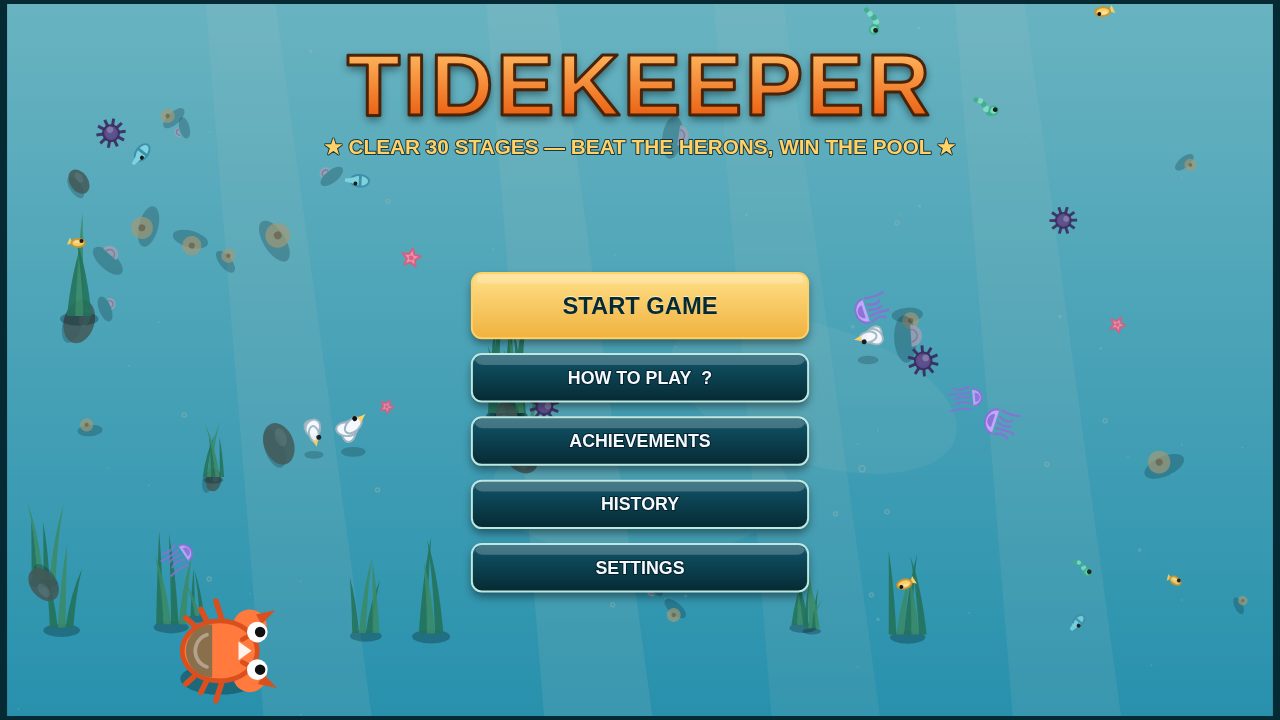 TIDEKEEPER
★ CLEAR 30 STAGES — BEAT THE HERONS, WIN THE POOL ★
START GAME
HOW TO PLAY ?
ACHIEVEMENTS
HISTORY
SETTINGS